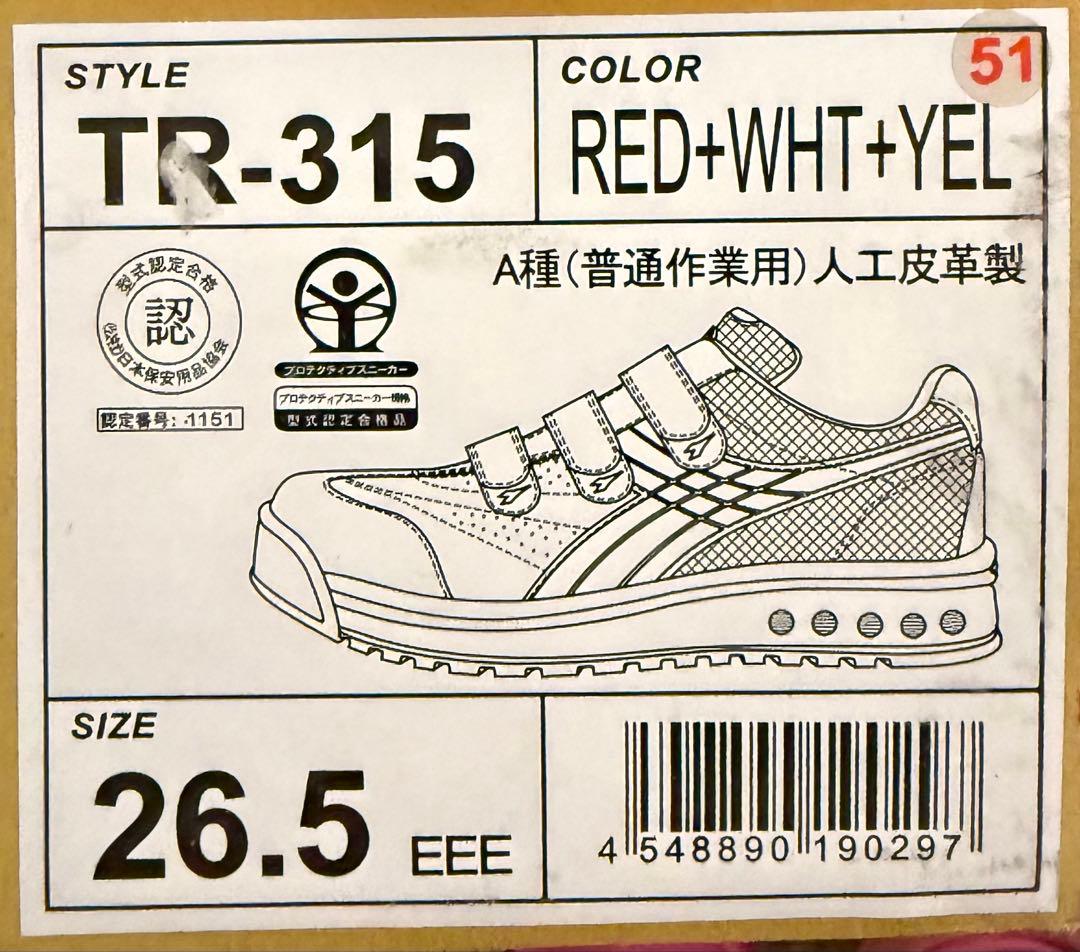 STYLE
TR-315
COLOR
RED+WHT+YEL
51
型式認定合格
認
(公社)日本保安用品協会
認定番号:·1151
プロテクティブスニーカー
プロテクティブスニーカー規格
型式認定合格品
A種(普通作業用)人工皮革製
SIZE
26.5 EEE
4 548890 190297